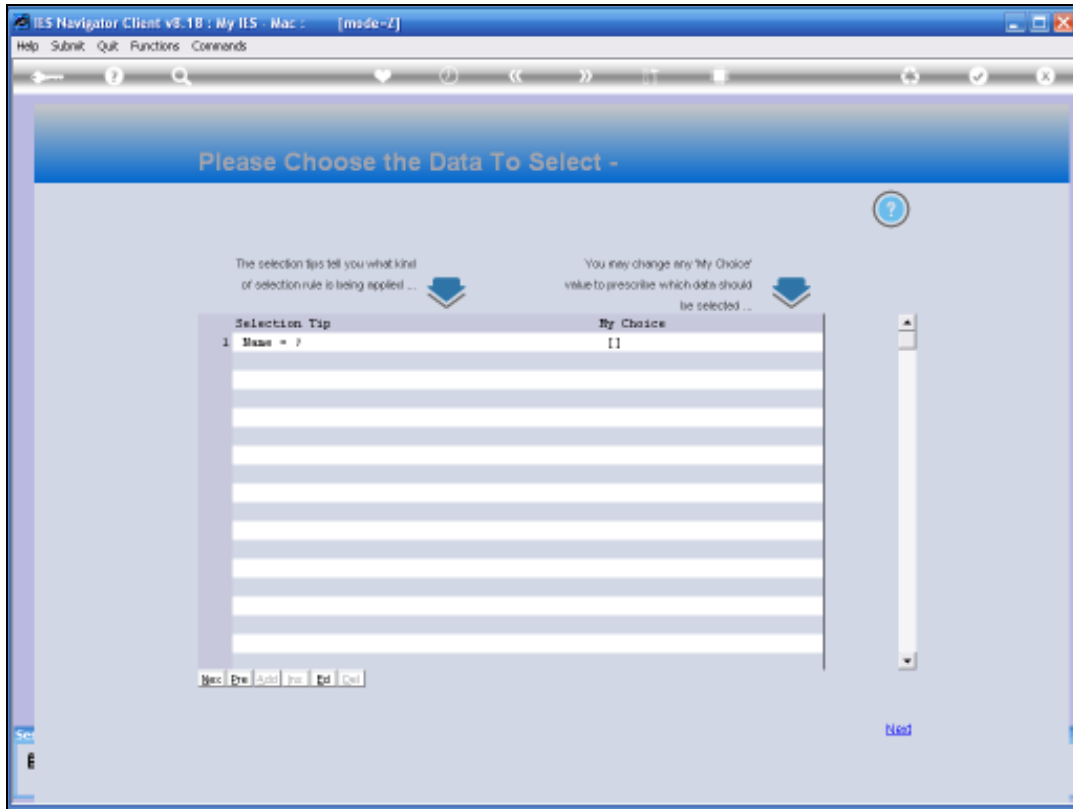 IES Navigator Client v8.1B : My IES - Mac : [mode=Z]
Help Submit Quit Functions Commands
Please Choose the Data To Select -
The selection tips tell you what kind
of selection rule is being applied ...
You may change any 'My Choice'
value to prescribe which data should
be selected ...
Selection Tip My Choice
1 Name = ? []
Nex Pre Add Ins Ed Del
Next
Se